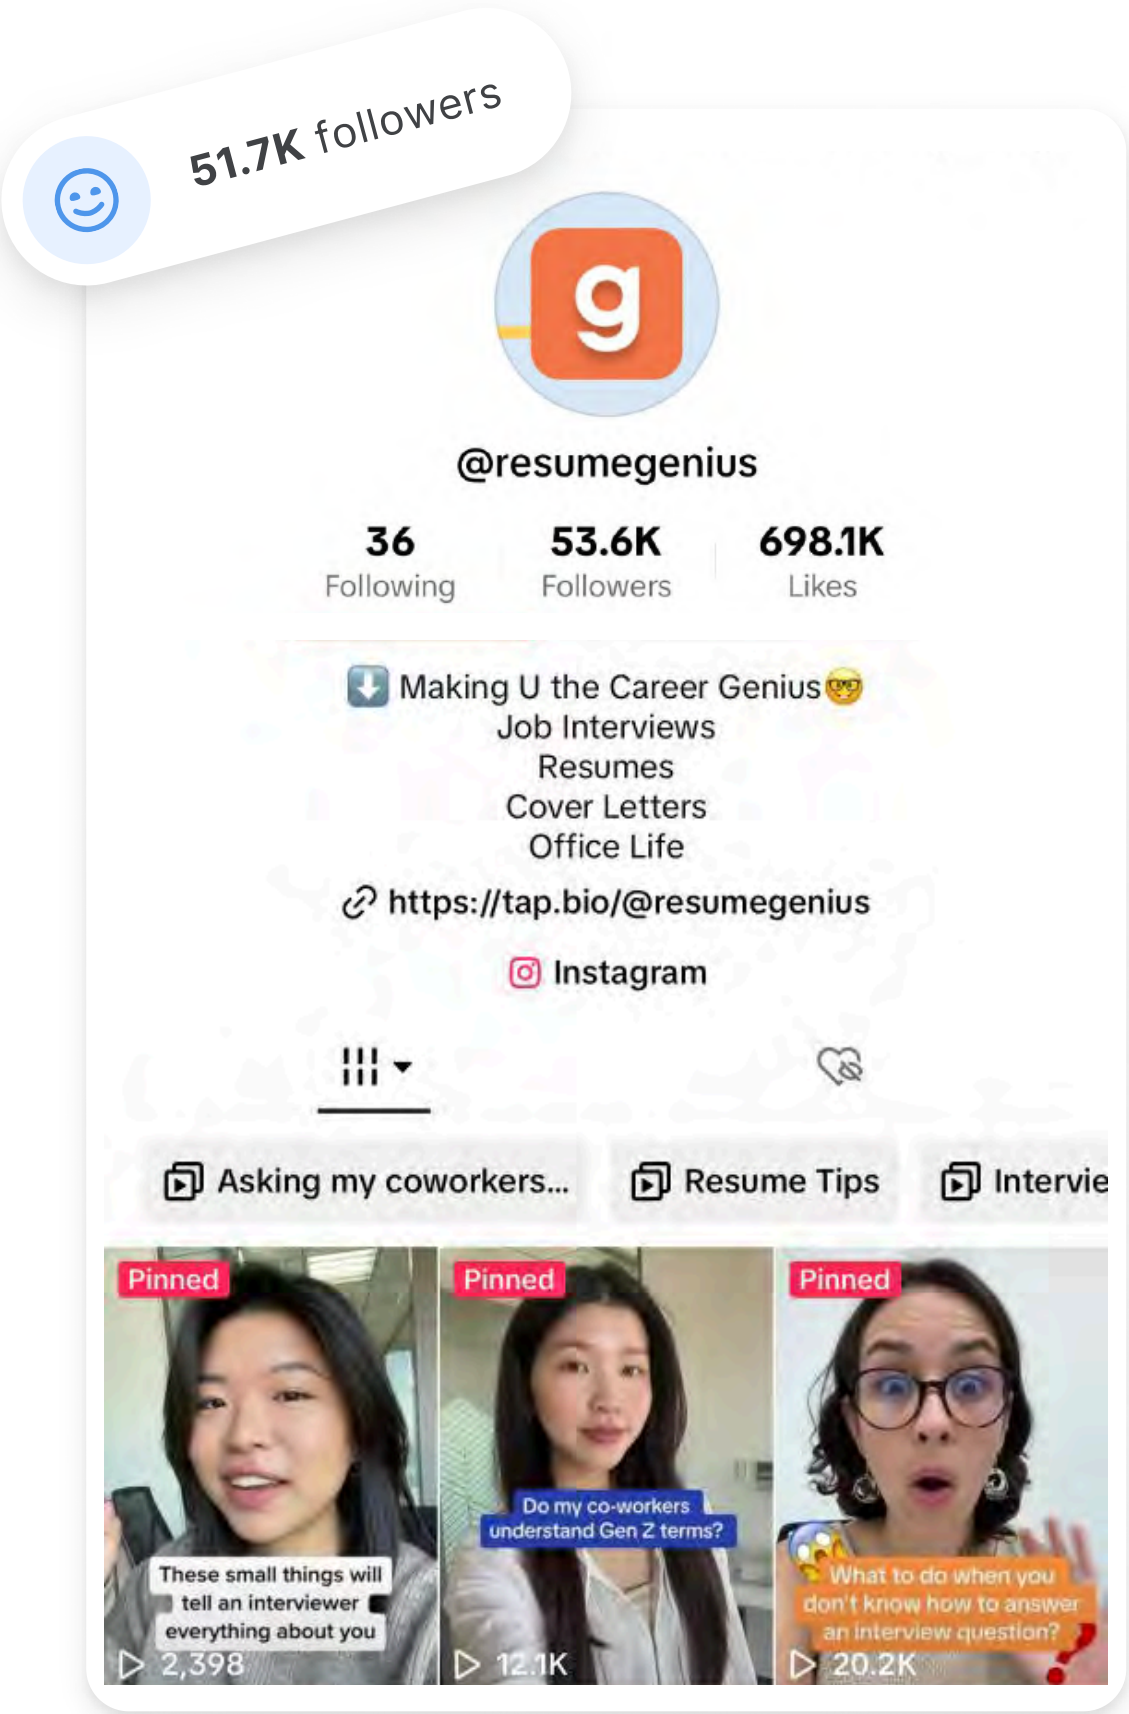 51.7K followers
g
@resumegenius
36 53.6K 698.1K
Following Followers Likes
⬇️ Making U the Career Genius🤓
Job Interviews
Resumes
Cover Letters
Office Life
https://tap.bio/@resumegenius
Instagram
Asking my coworkers... Resume Tips Intervie
Pinned
These small things will
tell an interviewer
everything about you
2,398
Pinned
Do my co-workers
understand Gen Z terms?
12.1K
Pinned
What to do when you
don't know how to answer
an interview question?
20.2K